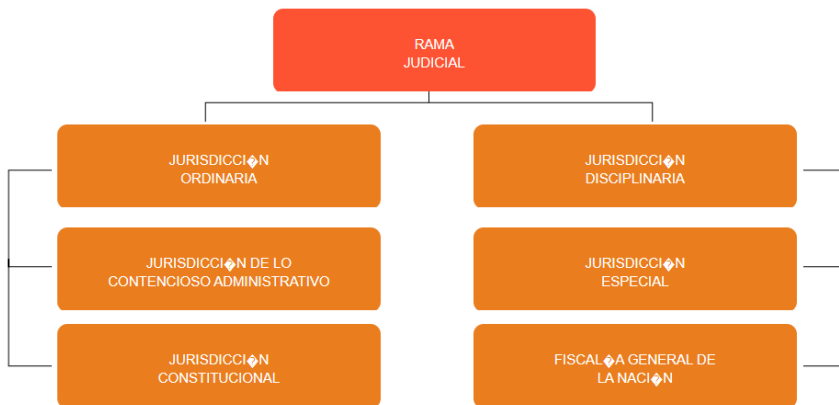 RAMA
JUDICIAL
JURISDICCI�N
ORDINARIA
JURISDICCI�N
DISCIPLINARIA
JURISDICCI�N DE LO
CONTENCIOSO ADMINISTRATIVO
JURISDICCI�N
ESPECIAL
JURISDICCI�N
CONSTITUCIONAL
FISCAL�A GENERAL DE
LA NACI�N